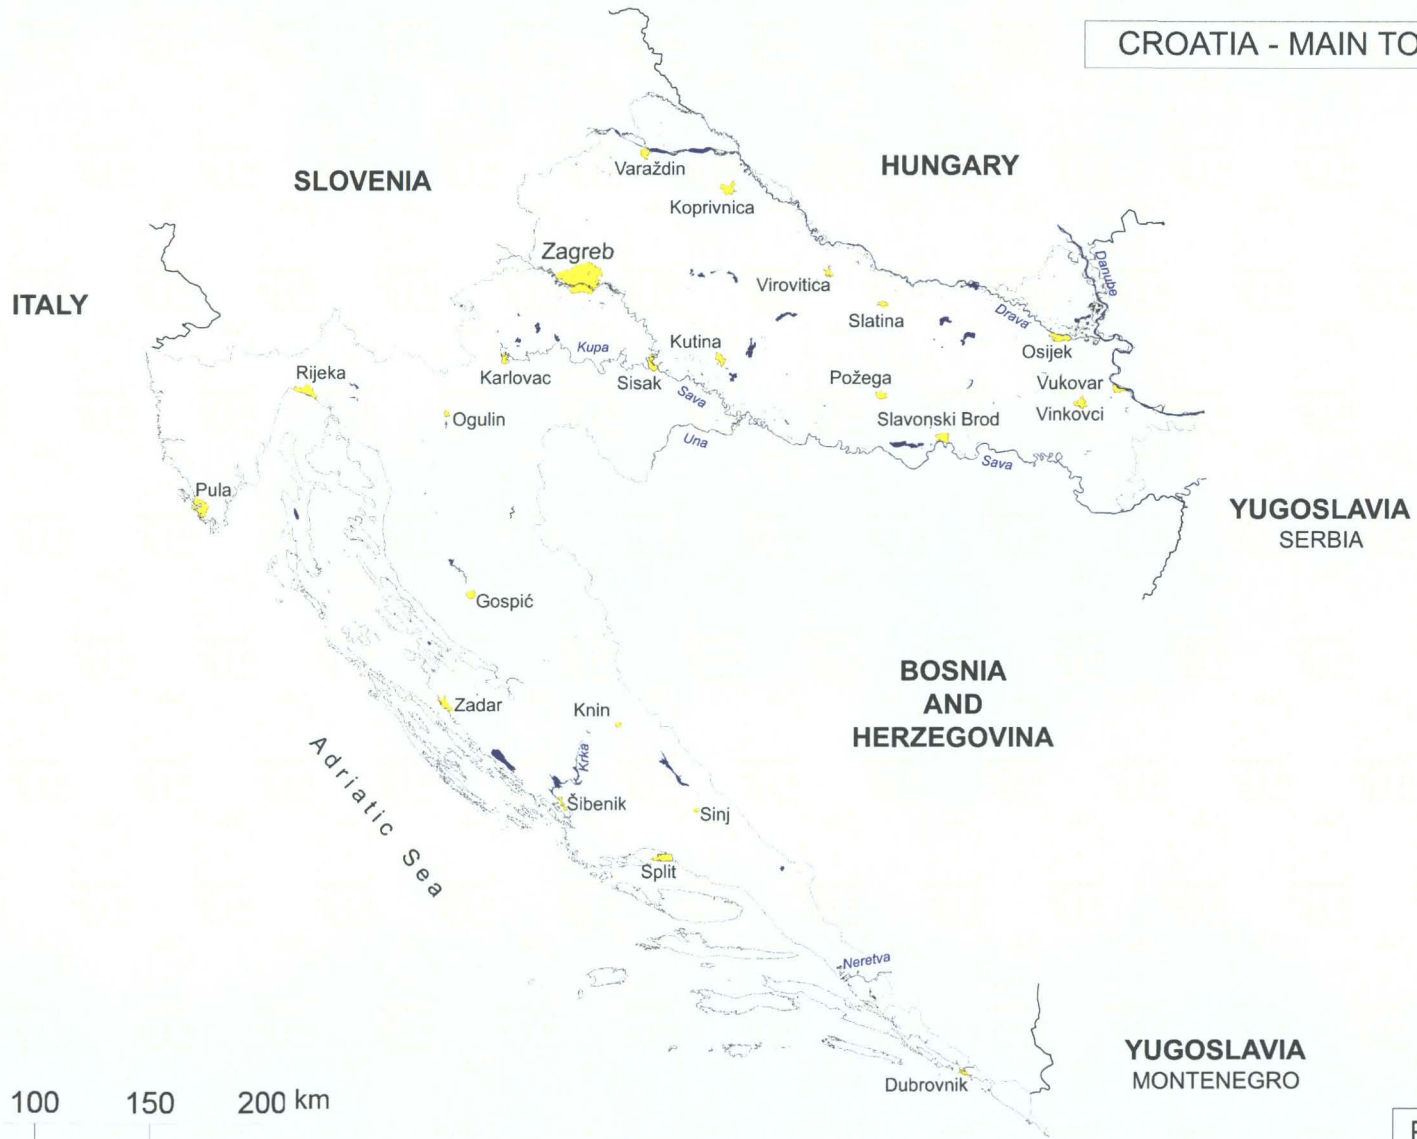 CROATIA - MAIN TO
SLOVENIA
HUNGARY
Varaždin
Koprivnica
Zagreb
Virovitica
Danube
ITALY
Slatina
Drava
Kupa
Kutina
Osijek
Rijeka
Karlovac
Sisak
Požega
Vukovar
Sava
Vinkovci
Ogulin
Slavonski Brod
Una
Sava
Pula
YUGOSLAVIA
SERBIA
Gospić
BOSNIA
AND
HERZEGOVINA
Zadar
Knin
Krka
Adriatic Sea
Šibenik
Sinj
Split
Neretva
YUGOSLAVIA
MONTENEGRO
Dubrovnik
100 150 200 km